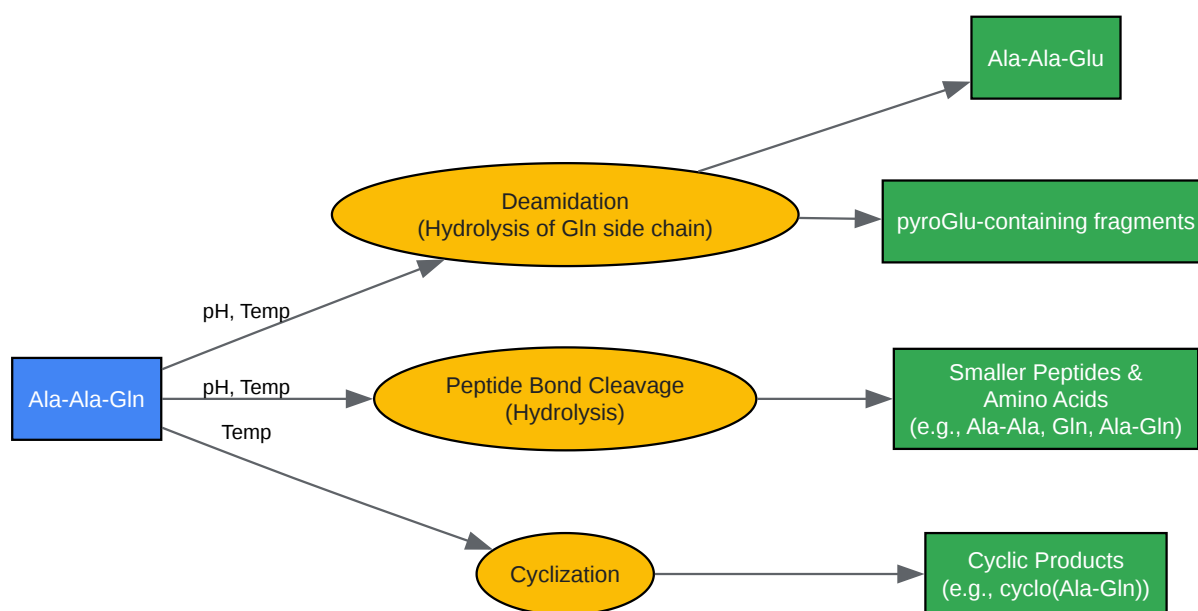 Ala-Ala-Glu
Deamidation
(Hydrolysis of Gln side chain)
pyroGlu-containing fragments
pH, Temp
Ala-Ala-Gln
pH, Temp
Peptide Bond Cleavage
(Hydrolysis)
Smaller Peptides &
Amino Acids
(e.g., Ala-Ala, Gln, Ala-Gln)
Temp
Cyclization
Cyclic Products
(e.g., cyclo(Ala-Gln))